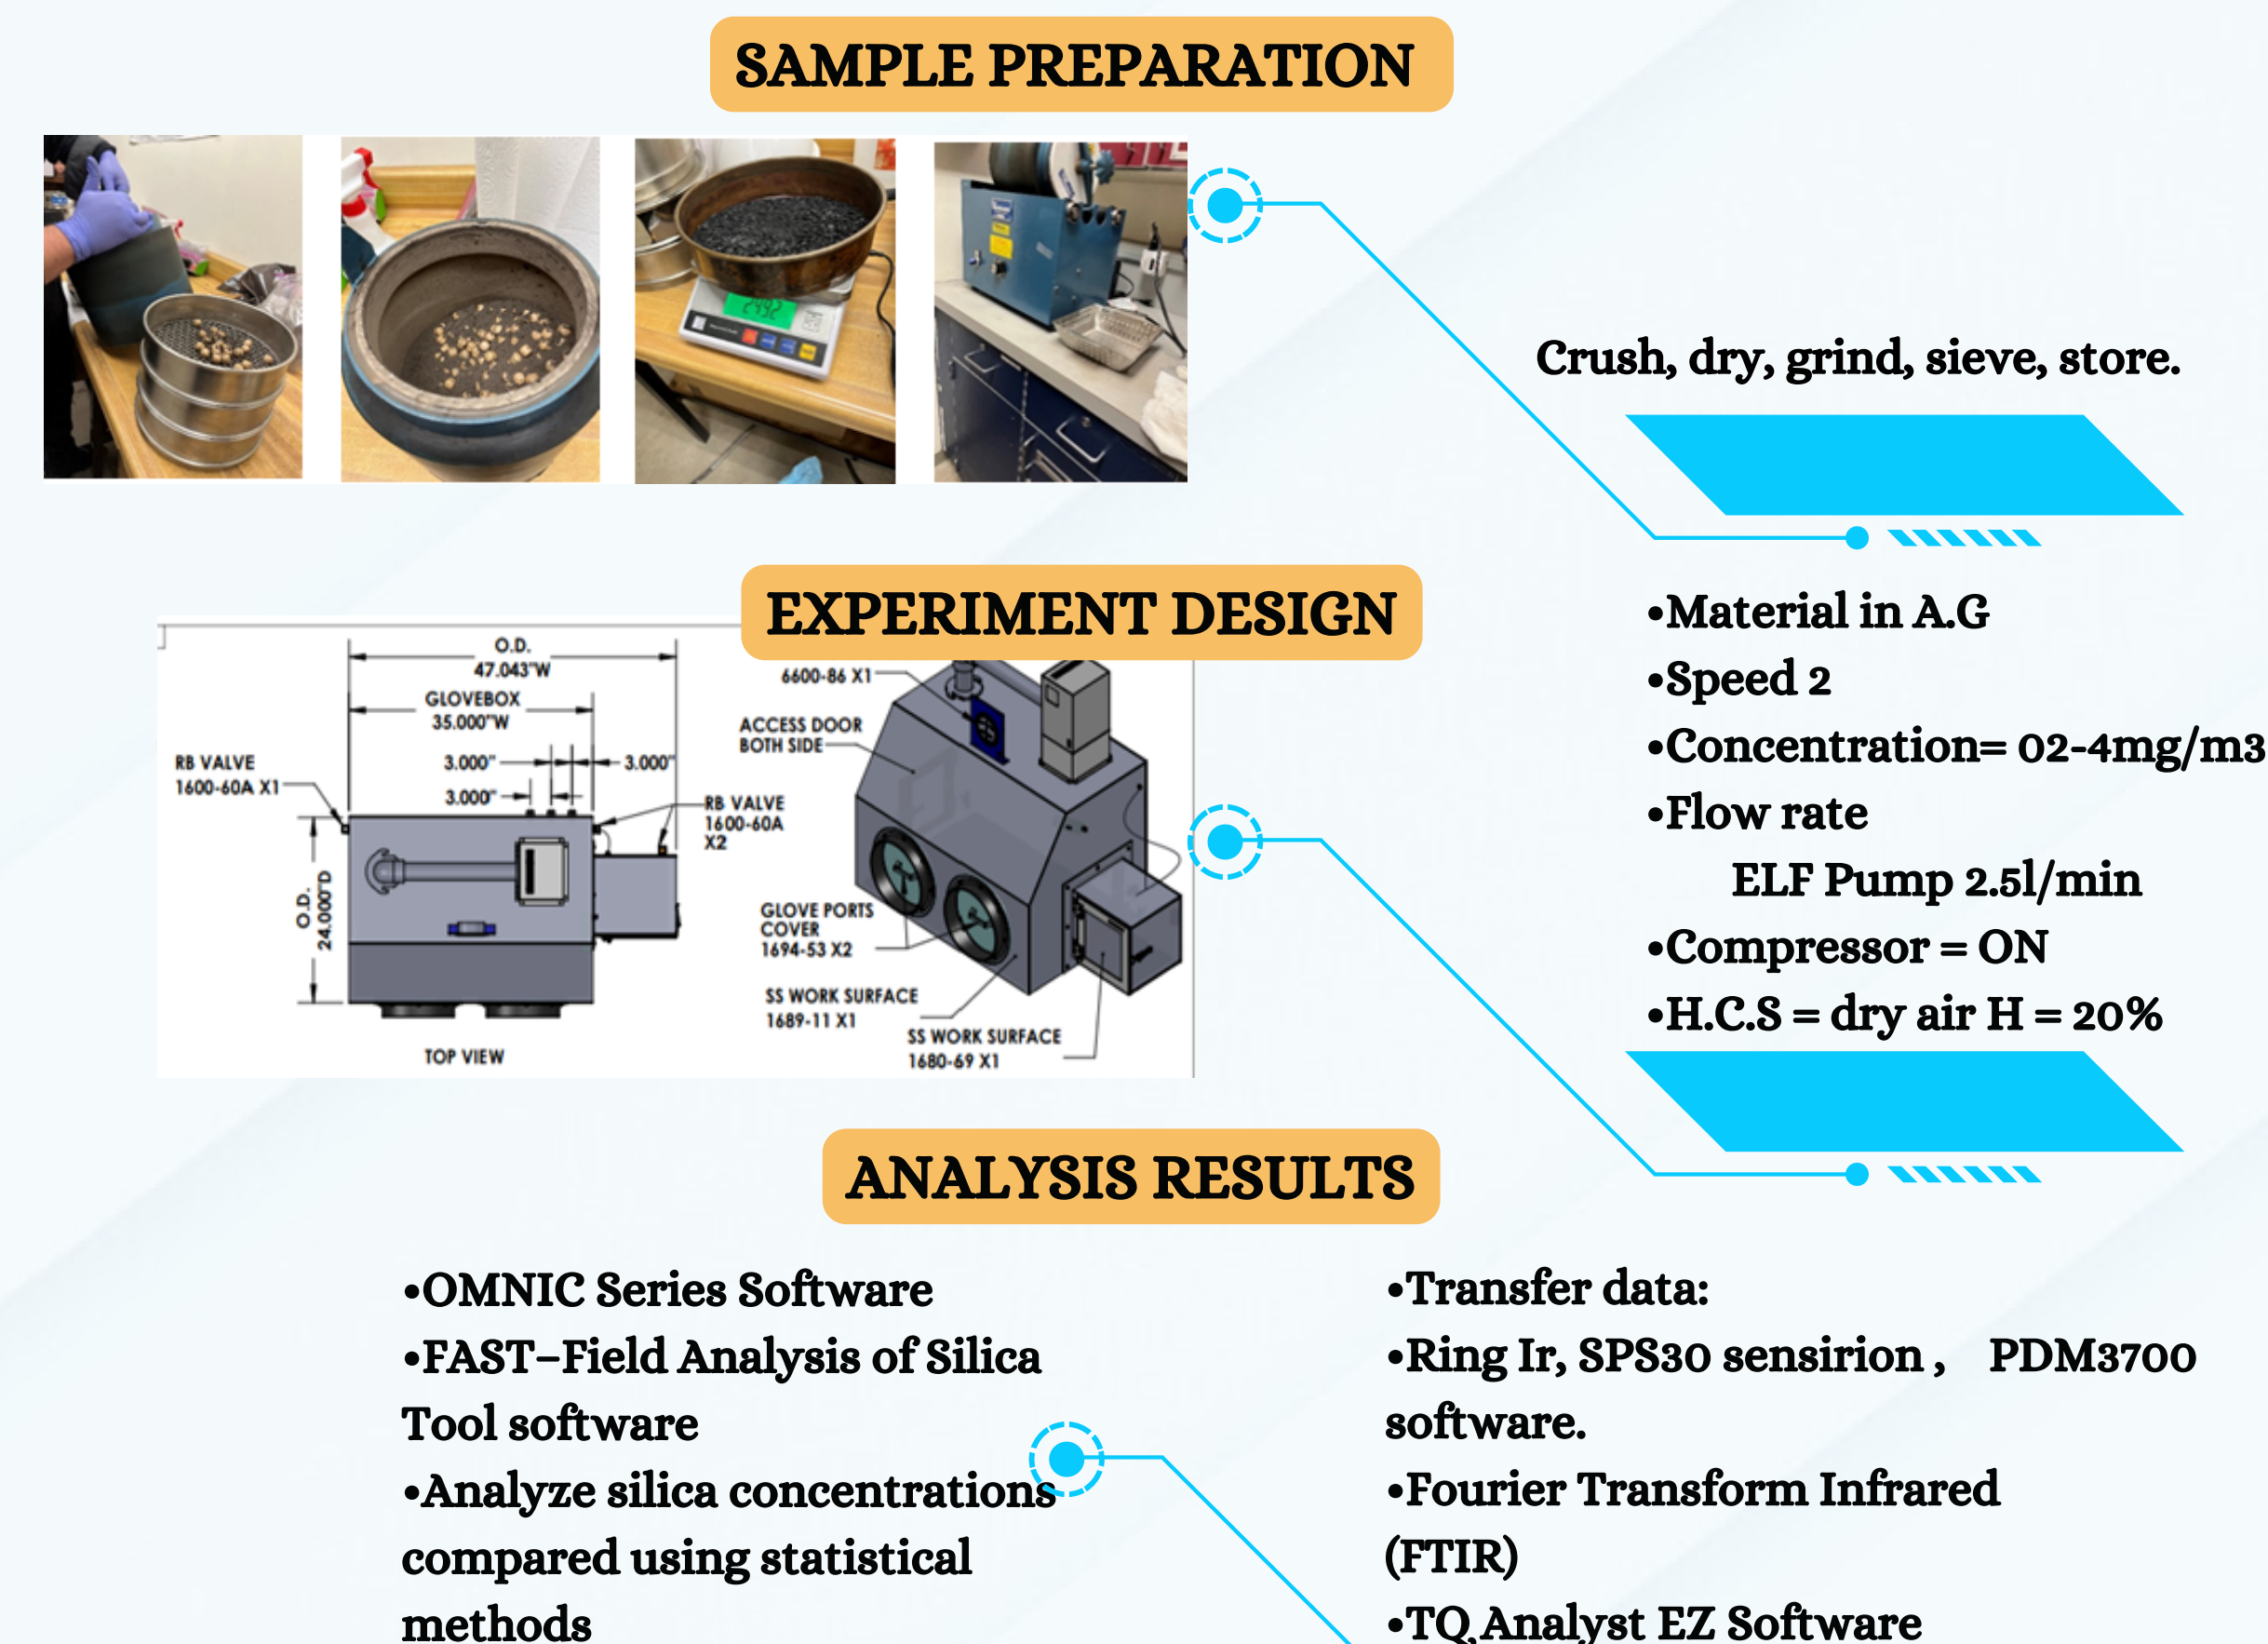 SAMPLE PREPARATION
2492
Crush, dry, grind, sieve, store.
EXPERIMENT DESIGN
O.D.
47.043"W
GLOVEBOX
35.000"W
RB VALVE
1600-60A X1
3.000"
3.000"
3.000"
RB VALVE
1600-60A
X2
O.D.
24.000"D
TOP VIEW
6600-86 X1
ACCESS DOOR
BOTH SIDE
GLOVE PORTS
COVER
1694-53 X2
SS WORK SURFACE
1689-11 X1
SS WORK SURFACE
1680-69 X1
•Material in A.G
•Speed 2
•Concentration= 02-4mg/m3
•Flow rate
ELF Pump 2.5l/min
•Compressor = ON
•H.C.S = dry air H = 20%
ANALYSIS RESULTS
•OMNIC Series Software
•FAST–Field Analysis of Silica
Tool software
•Analyze silica concentrations
compared using statistical
methods
•Transfer data:
•Ring Ir, SPS30 sensirion , PDM3700
software.
•Fourier Transform Infrared
(FTIR)
•TQ Analyst EZ Software